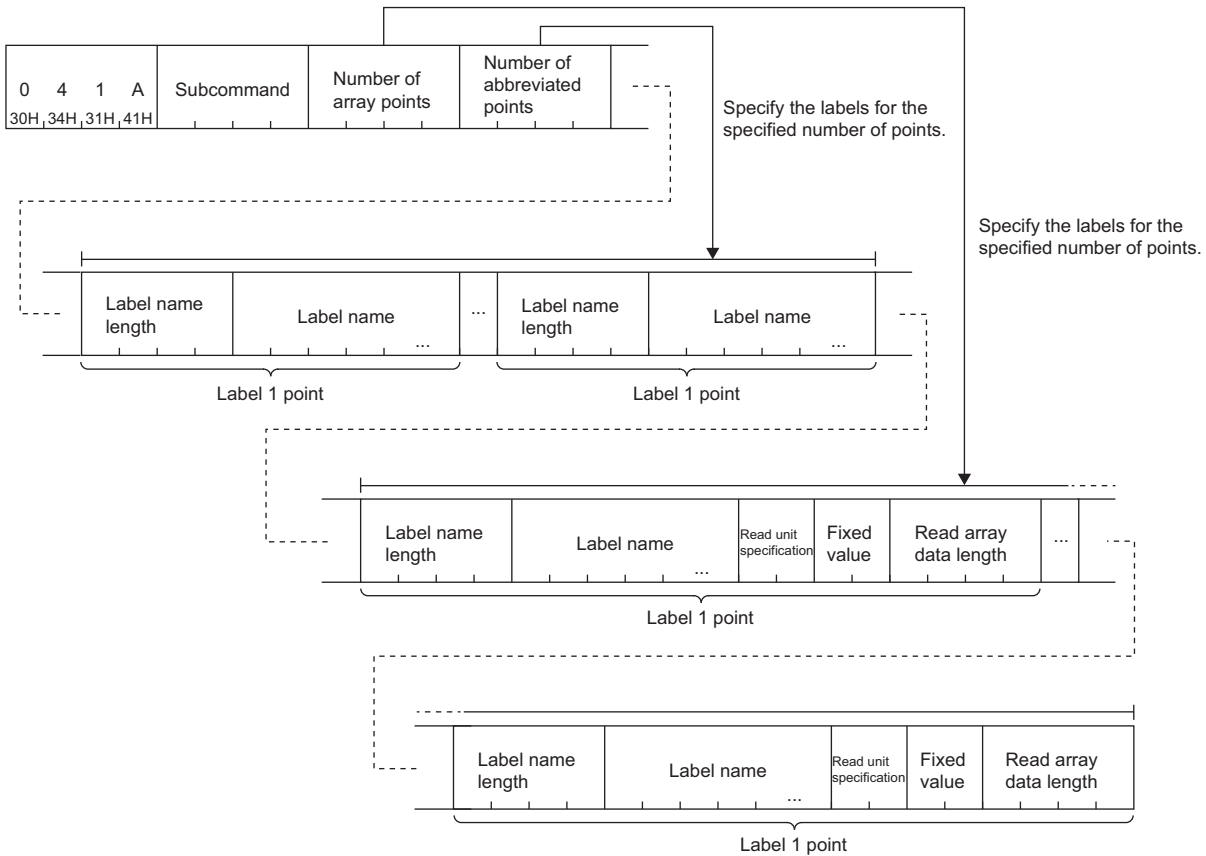 0 4 1 A
30H 34H 31H 41H
Subcommand
Number of
array points
Number of
abbreviated
points
Specify the labels for the
specified number of points.
Specify the labels for the
specified number of points.
Label name
length
Label name
...
...
Label name
length
Label name
...
Label 1 point
Label 1 point
Label name
length
Label name
...
Read unit
specification
Fixed
value
Read array
data length
...
Label 1 point
Label name
length
Label name
...
Read unit
specification
Fixed
value
Read array
data length
Label 1 point